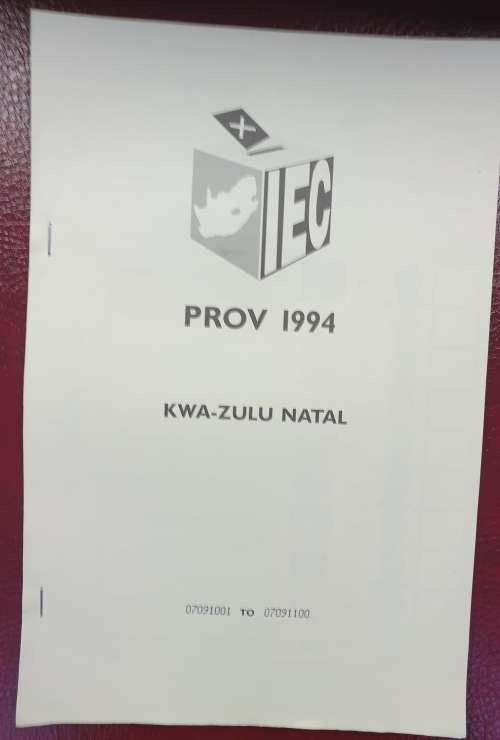 IEC
PROV 1994
KWA-ZULU NATAL
07091001 TO 07091100